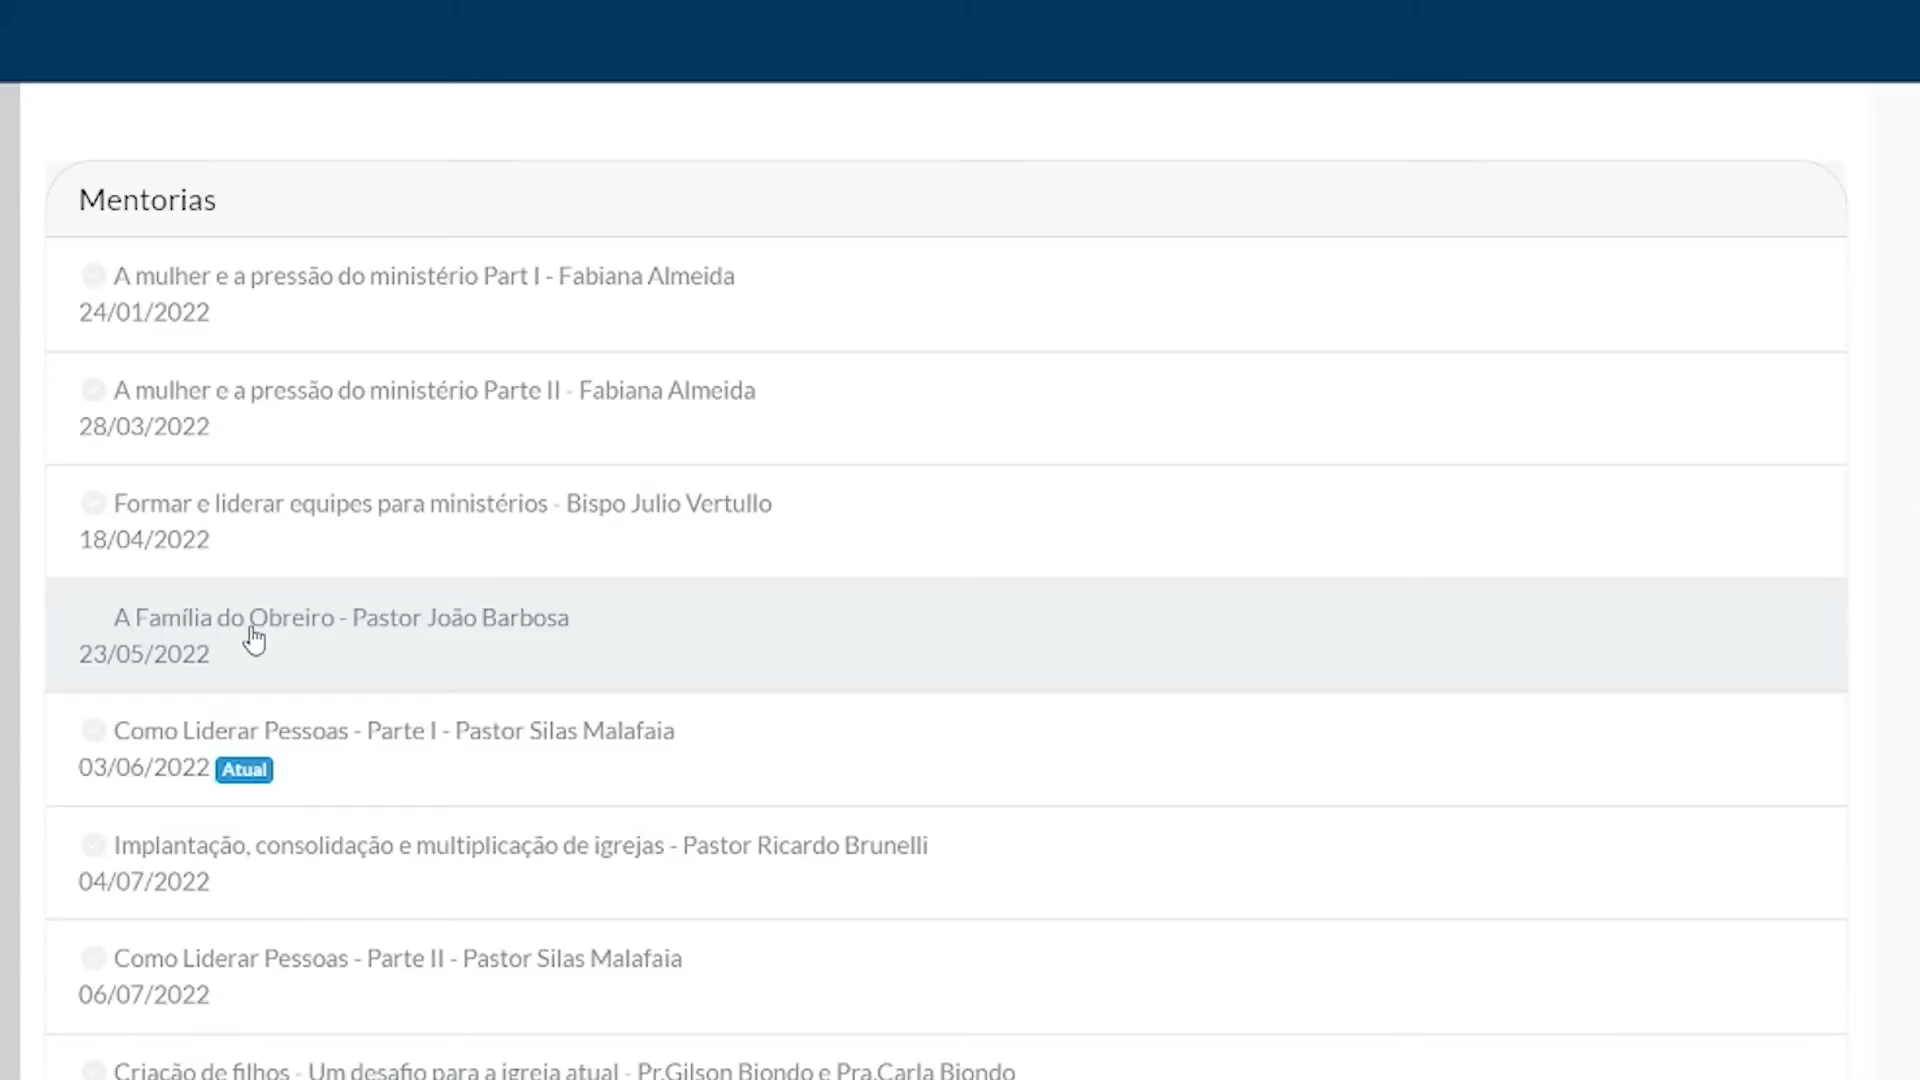 Mentorias
A mulher e a pressão do ministério Part I - Fabiana Almeida
24/01/2022
A mulher e a pressão do ministério Parte II - Fabiana Almeida
28/03/2022
Formar e liderar equipes para ministérios - Bispo Julio Vertullo
18/04/2022
A Família do Obreiro - Pastor João Barbosa
23/05/2022
Como Liderar Pessoas - Parte I - Pastor Silas Malafaia
03/06/2022 Atual
Implantação, consolidação e multiplicação de igrejas - Pastor Ricardo Brunelli
04/07/2022
Como Liderar Pessoas - Parte II - Pastor Silas Malafaia
06/07/2022
Criação de filhos - Um desafio para a igreja atual - Pr.Gilson Biondo e Pra.Carla Biondo